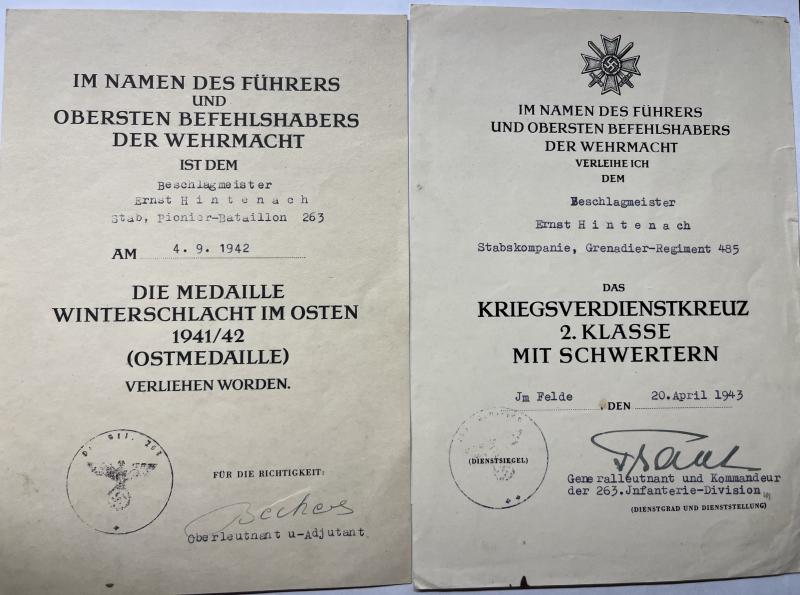 IM NAMEN DES FÜHRERS
UND
OBERSTEN BEFEHLSHABERS
DER WEHRMACHT
IST DEM
Beschlagmeister
Ernst H i n t e n a c h
Stab, Pionier-Bataillon 263
AM 4. 9. 1942
DIE MEDAILLE
WINTERSCHLACHT IM OSTEN
1941/42
(OSTMEDAILLE)
VERLIEHEN WORDEN.
FÜR DIE RICHTIGKEIT:
Oberleutnant u-Adjutant
IM NAMEN DES FÜHRERS
UND OBERSTEN BEFEHLSHABERS
DER WEHRMACHT
VERLEIHE ICH
DEM
Beschlagmeister
Ernst H i n t e n a c h
Stabskompanie, Grenadier-Regiment 485
DAS
KRIEGSVERDIENSTKREUZ
2. KLASSE
MIT SCHWERTERN
Jm Felde , DEN 20.April 1943
(DIENSTSIEGEL)
Generalleutnant und Kommandeur
der 263.Jnfanterie-Division
(DIENSTGRAD UND DIENSTSTELLUNG)